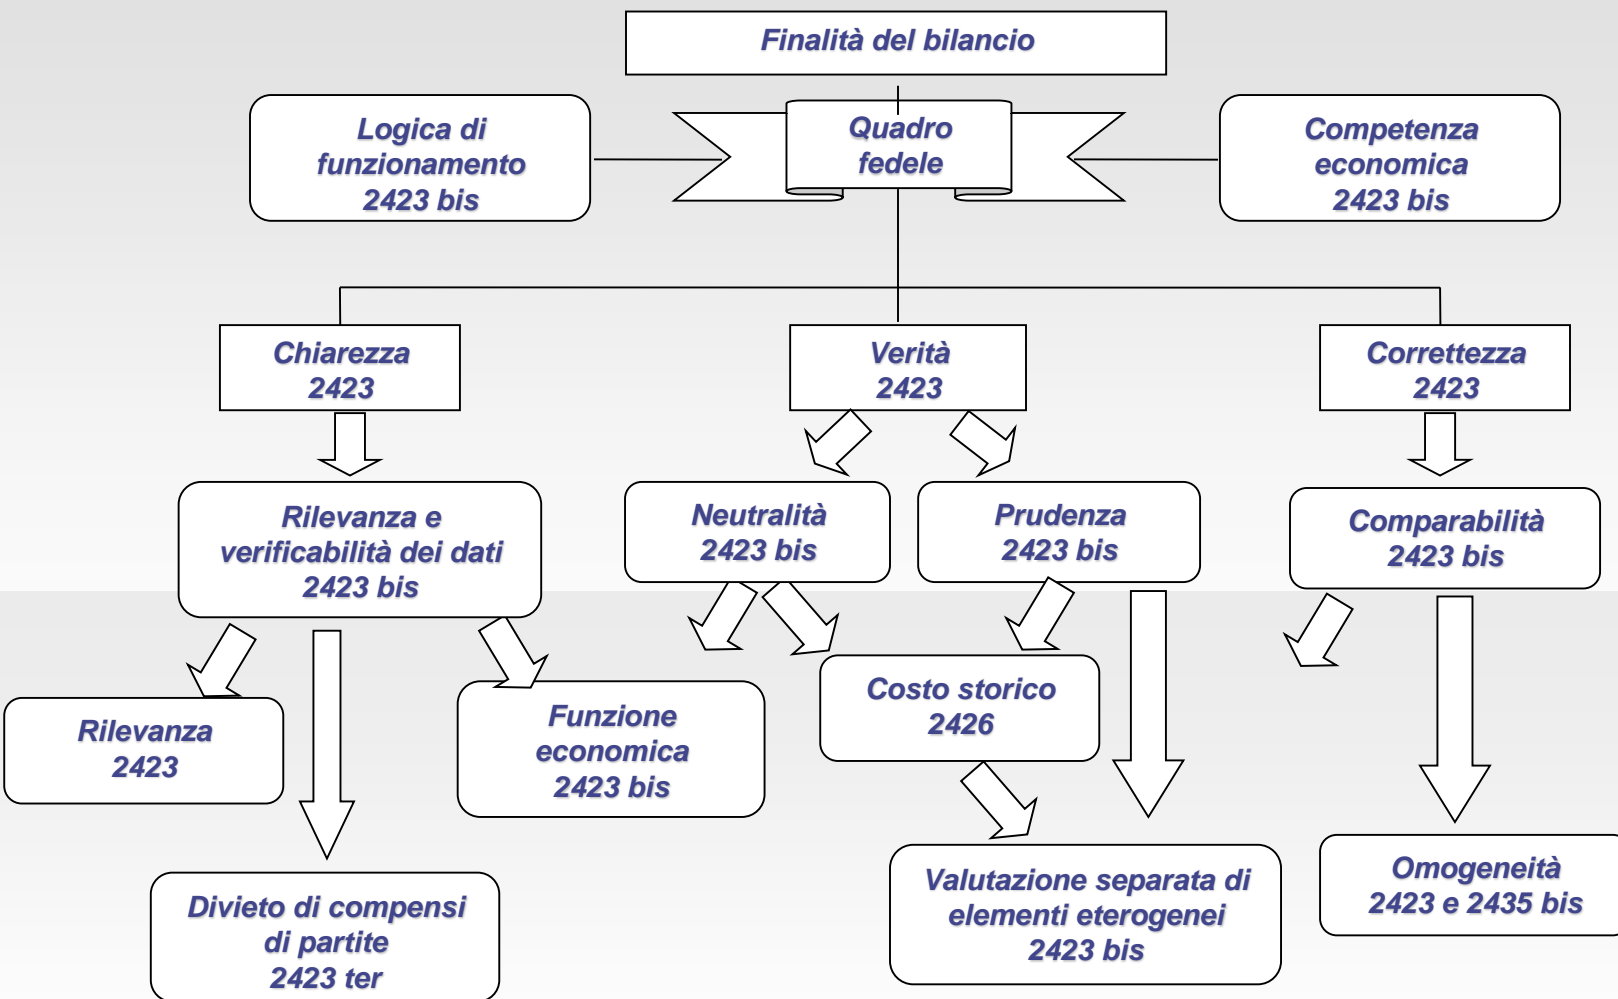 Finalità del bilancio
Logica di
funzionamento
2423 bis
Quadro
fedele
Competenza
economica
2423 bis
Chiarezza
2423
Verità
2423
Correttezza
2423
Rilevanza e
verificabilità dei dati
2423 bis
Neutralità
2423 bis
Prudenza
2423 bis
Comparabilità
2423 bis
Rilevanza
2423
Funzione
economica
2423 bis
Costo storico
2426
Divieto di compensi
di partite
2423 ter
Valutazione separata di
elementi eterogenei
2423 bis
Omogeneità
2423 e 2435 bis